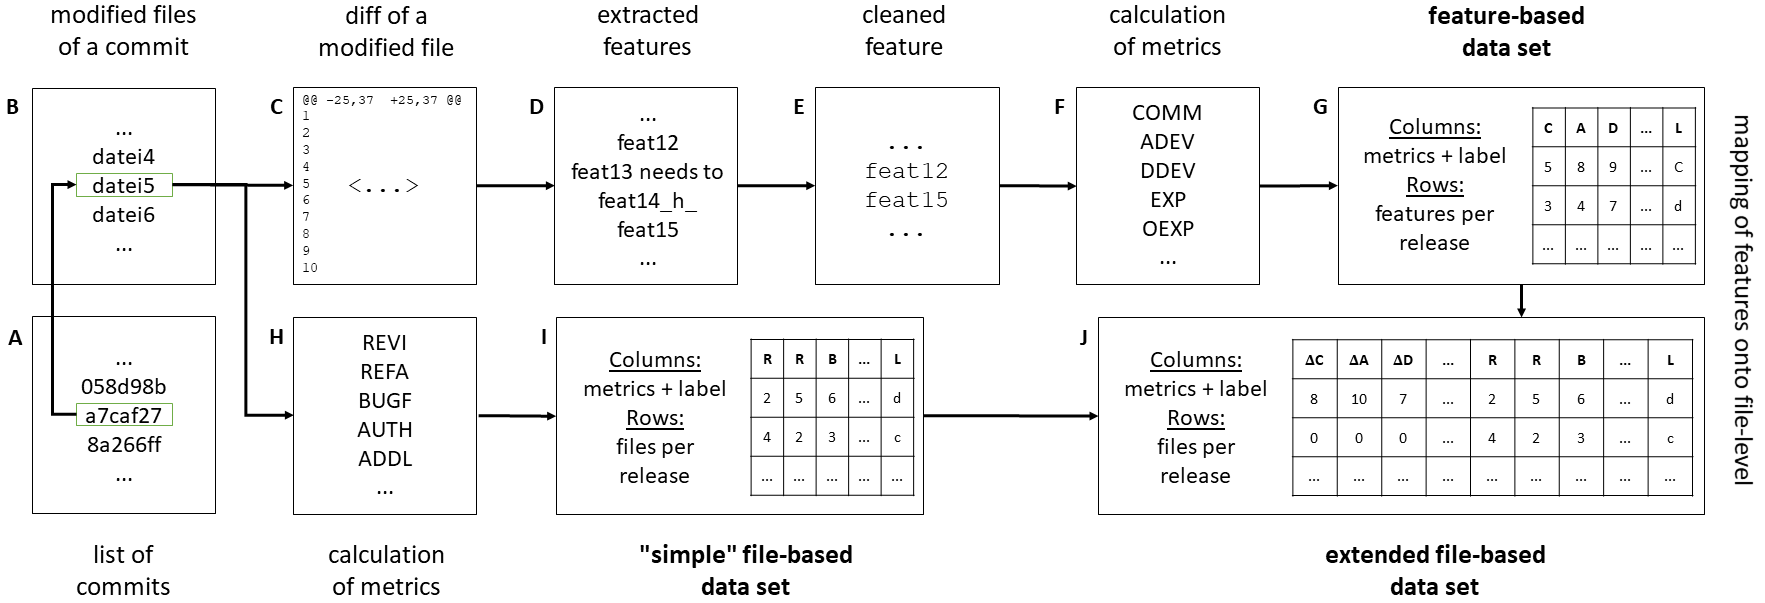 modified files
of a commit
diff of a
modified file
extracted
features
cleaned
feature
calculation
of metrics
feature-based
data set
B
...
datei4
datei5
datei6
...
C
@@ -25,37 +25,37 @@
1
2
3
4
5
6
7
8
9
10
<...>
D
...
feat12
feat13 needs to
feat14_h_
feat15
...
E
...
feat12
feat15
...
F
COMM
ADEV
DDEV
EXP
OEXP
...
G
Columns:
metrics + label
Rows:
features per
release
C A D ... L
5 8 9 ... C
3 4 7 ... d
... ... ... ... ...
mapping of features onto file-level
A
...
058d98b
a7caf27
8a266ff
...
H
REVI
REFA
BUGF
AUTH
ADDL
...
I
Columns:
metrics + label
Rows:
files per
release
R R B ... L
2 5 6 ... d
4 2 3 ... c
... ... ... ... ...
J
Columns:
metrics + label
Rows:
files per
release
ΔC ΔA ΔD ... R R B ... L
8 10 7 ... 2 5 6 ... d
0 0 0 ... 4 2 3 ... c
... ... ... ... ... ... ... ... ...
list of
commits
calculation
of metrics
"simple" file-based
data set
extended file-based
data set